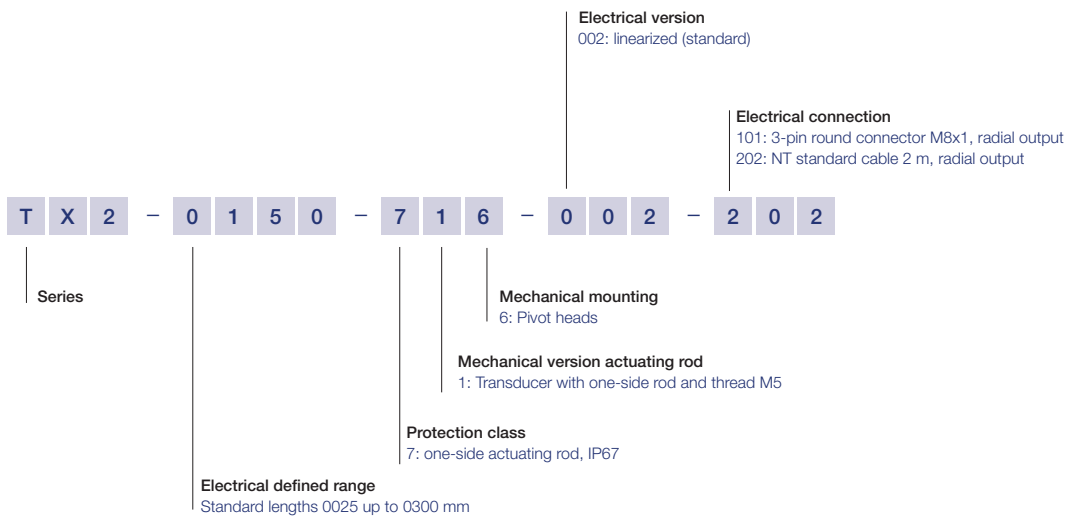 Electrical version
002: linearized (standard)
Electrical connection
101: 3-pin round connector M8x1, radial output
202: NT standard cable 2 m, radial output
T X 2 – 0 1 5 0 – 7 1 6 – 0 0 2 – 2 0 2
Series
Mechanical mounting
6: Pivot heads
Mechanical version actuating rod
1: Transducer with one-side rod and thread M5
Protection class
7: one-side actuating rod, IP67
Electrical defined range
Standard lengths 0025 up to 0300 mm